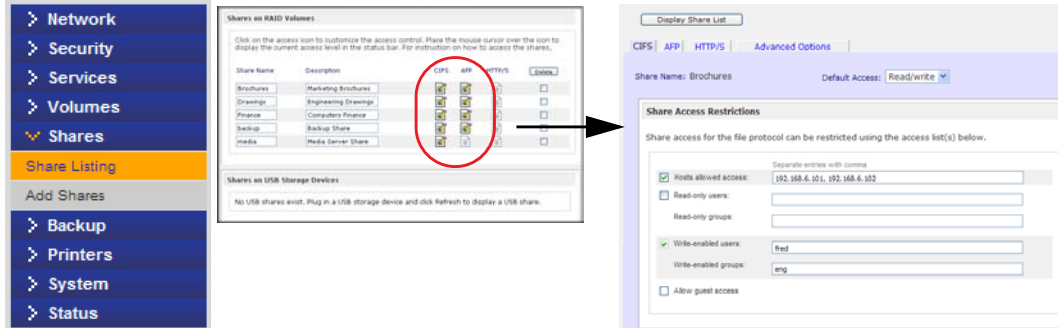 Network
Security
Services
Volumes
Shares
Share Listing
Add Shares
Backup
Printers
System
Status
Shares on RAID Volumes
Click on the access icon to customize the access control. Place the mouse cursor over the icon to
display the current access level in the status bar. For instruction on how to access the shares,
Share Name Description CIFS AFP HTTP/S Delete
Brochures Marketing Brochures
Drawings Engineering Drawings
Finance Computers Finance
backup Backup Share
media Media Server Share
Shares on USB Storage Devices
No USB shares exist. Plug in a USB storage device and click Refresh to display a USB share.
Display Share List
CIFS AFP HTTP/S Advanced Options
Share Name: Brochures Default Access: Read/write
Share Access Restrictions
Share access for the file protocol can be restricted using the access list(s) below.
Separate entries with comma
Hosts allowed access: 192.168.6.101, 192.168.6.102
Read-only users:
Read-only groups:
Write-enabled users: fred
Write-enabled groups: eng
Allow guest access